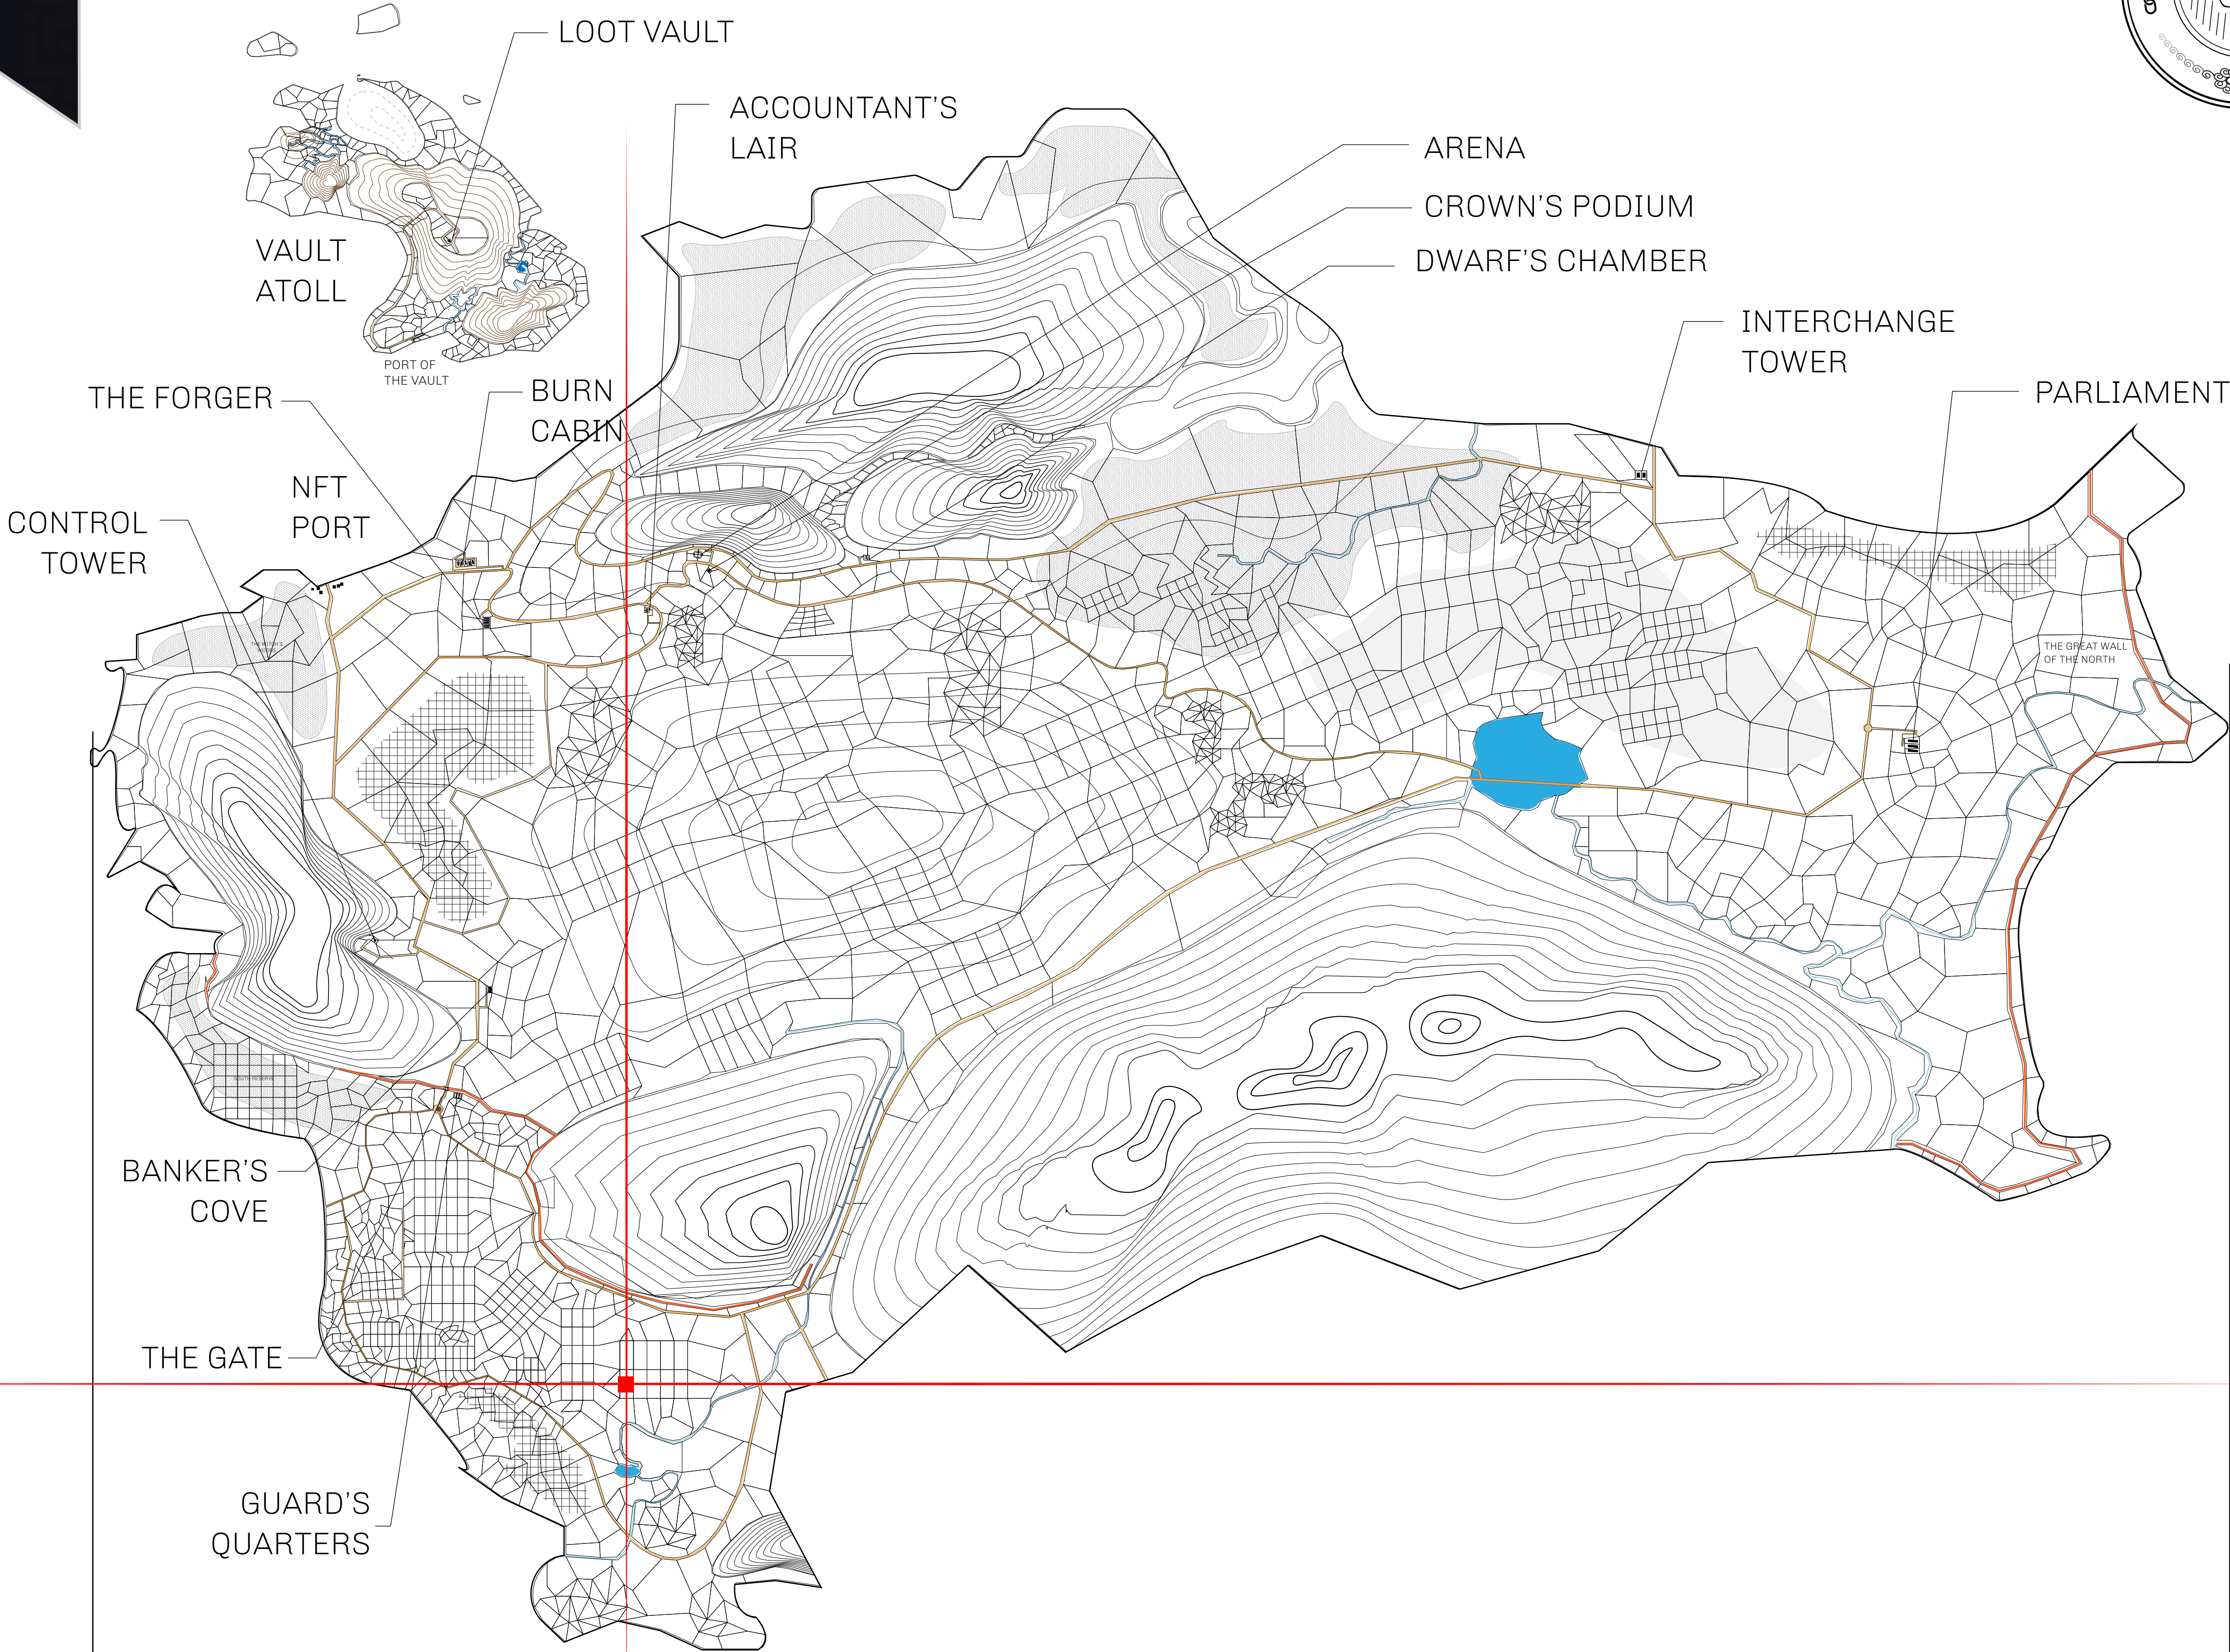 LOOT VAULT
ACCOUNTANT'S
LAIR
ARENA
CROWN'S PODIUM
DWARF'S CHAMBER
VAULT
ATOLL
INTERCHANGE
TOWER
PORT OF
THE VAULT
THE FORGER
BURN
CABIN
PARLIAMENT
NFT
PORT
CONTROL
TOWER
THE GREAT WALL
OF THE NORTH
SOUTH RESERVE
BANKER'S
COVE
THE GATE
GUARD'S
QUARTERS